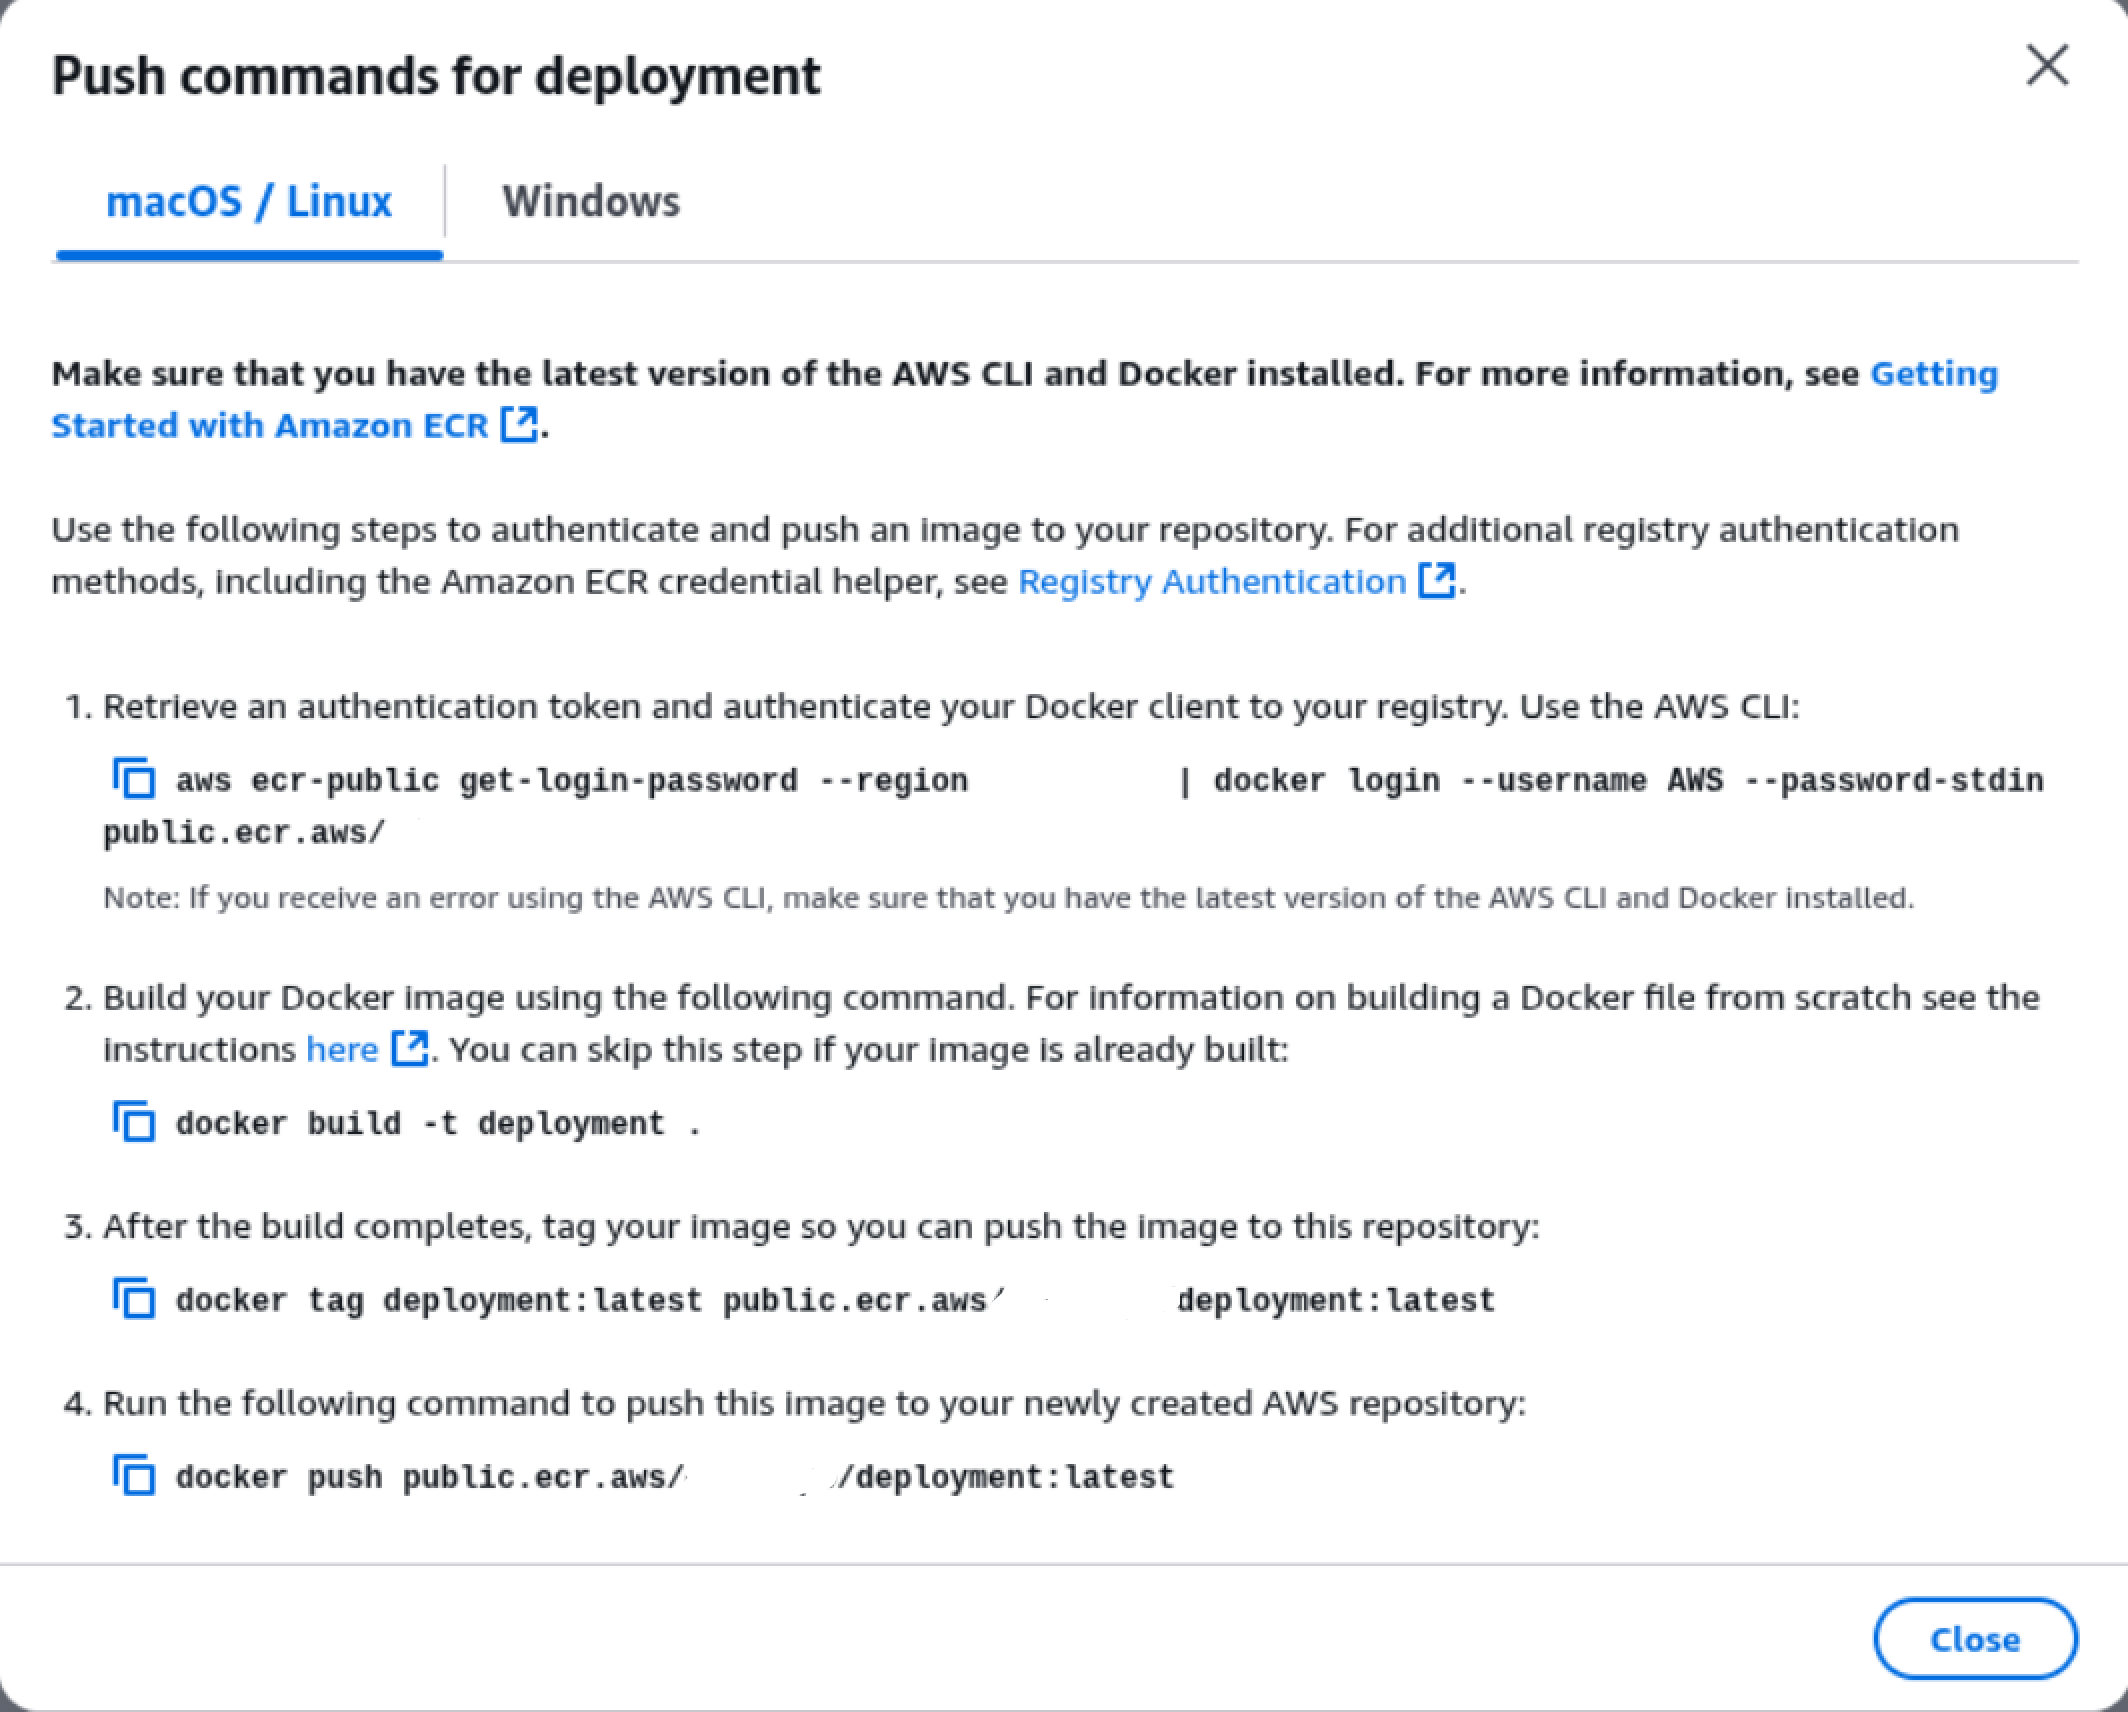 Push commands for deployment
macOS / Linux
Windows
Make sure that you have the latest version of the AWS CLI and Docker installed. For more information, see Getting
Started with Amazon ECR.
Use the following steps to authenticate and push an image to your repository. For additional registry authentication
methods, including the Amazon ECR credential helper, see Registry Authentication.
1. Retrieve an authentication token and authenticate your Docker client to your registry. Use the AWS CLI:
aws ecr-public get-login-password --region | docker login --username AWS --password-stdin
public.ecr.aws/
Note: If you receive an error using the AWS CLI, make sure that you have the latest version of the AWS CLI and Docker installed.
2. Build your Docker image using the following command. For information on building a Docker file from scratch see the
instructions here. You can skip this step if your image is already built:
docker build -t deployment .
3. After the build completes, tag your image so you can push the image to this repository:
docker tag deployment:latest public.ecr.aws/ deployment:latest
4. Run the following command to push this image to your newly created AWS repository:
docker push public.ecr.aws/ /deployment:latest
Close